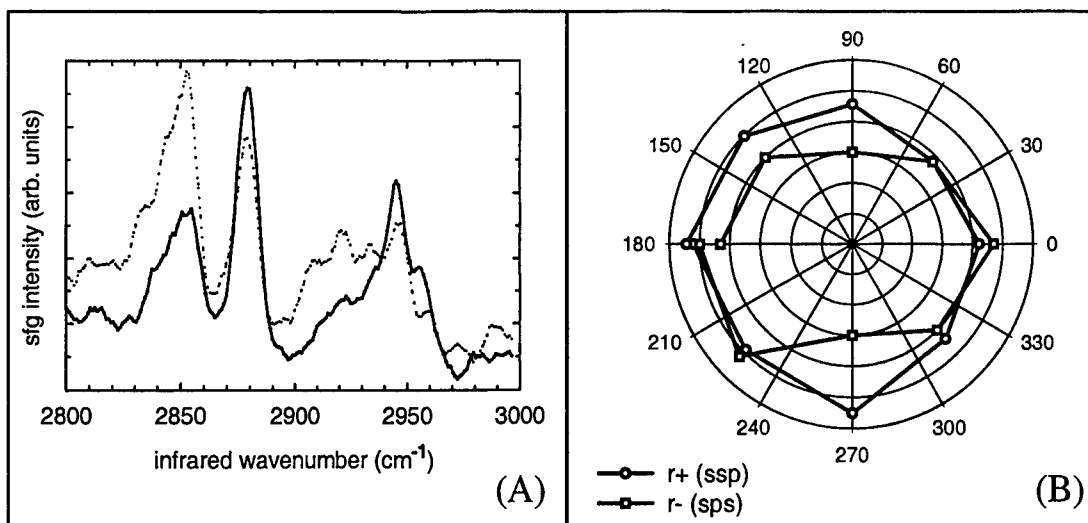 sfg intensity (arb. units)
2800 2850 2900 2950 3000
infrared wavenumber (cm-1)
(A)
90
120 60
150 30
180 0
210 330
240 300
270
r+ (ssp)
r- (sps)
(B)